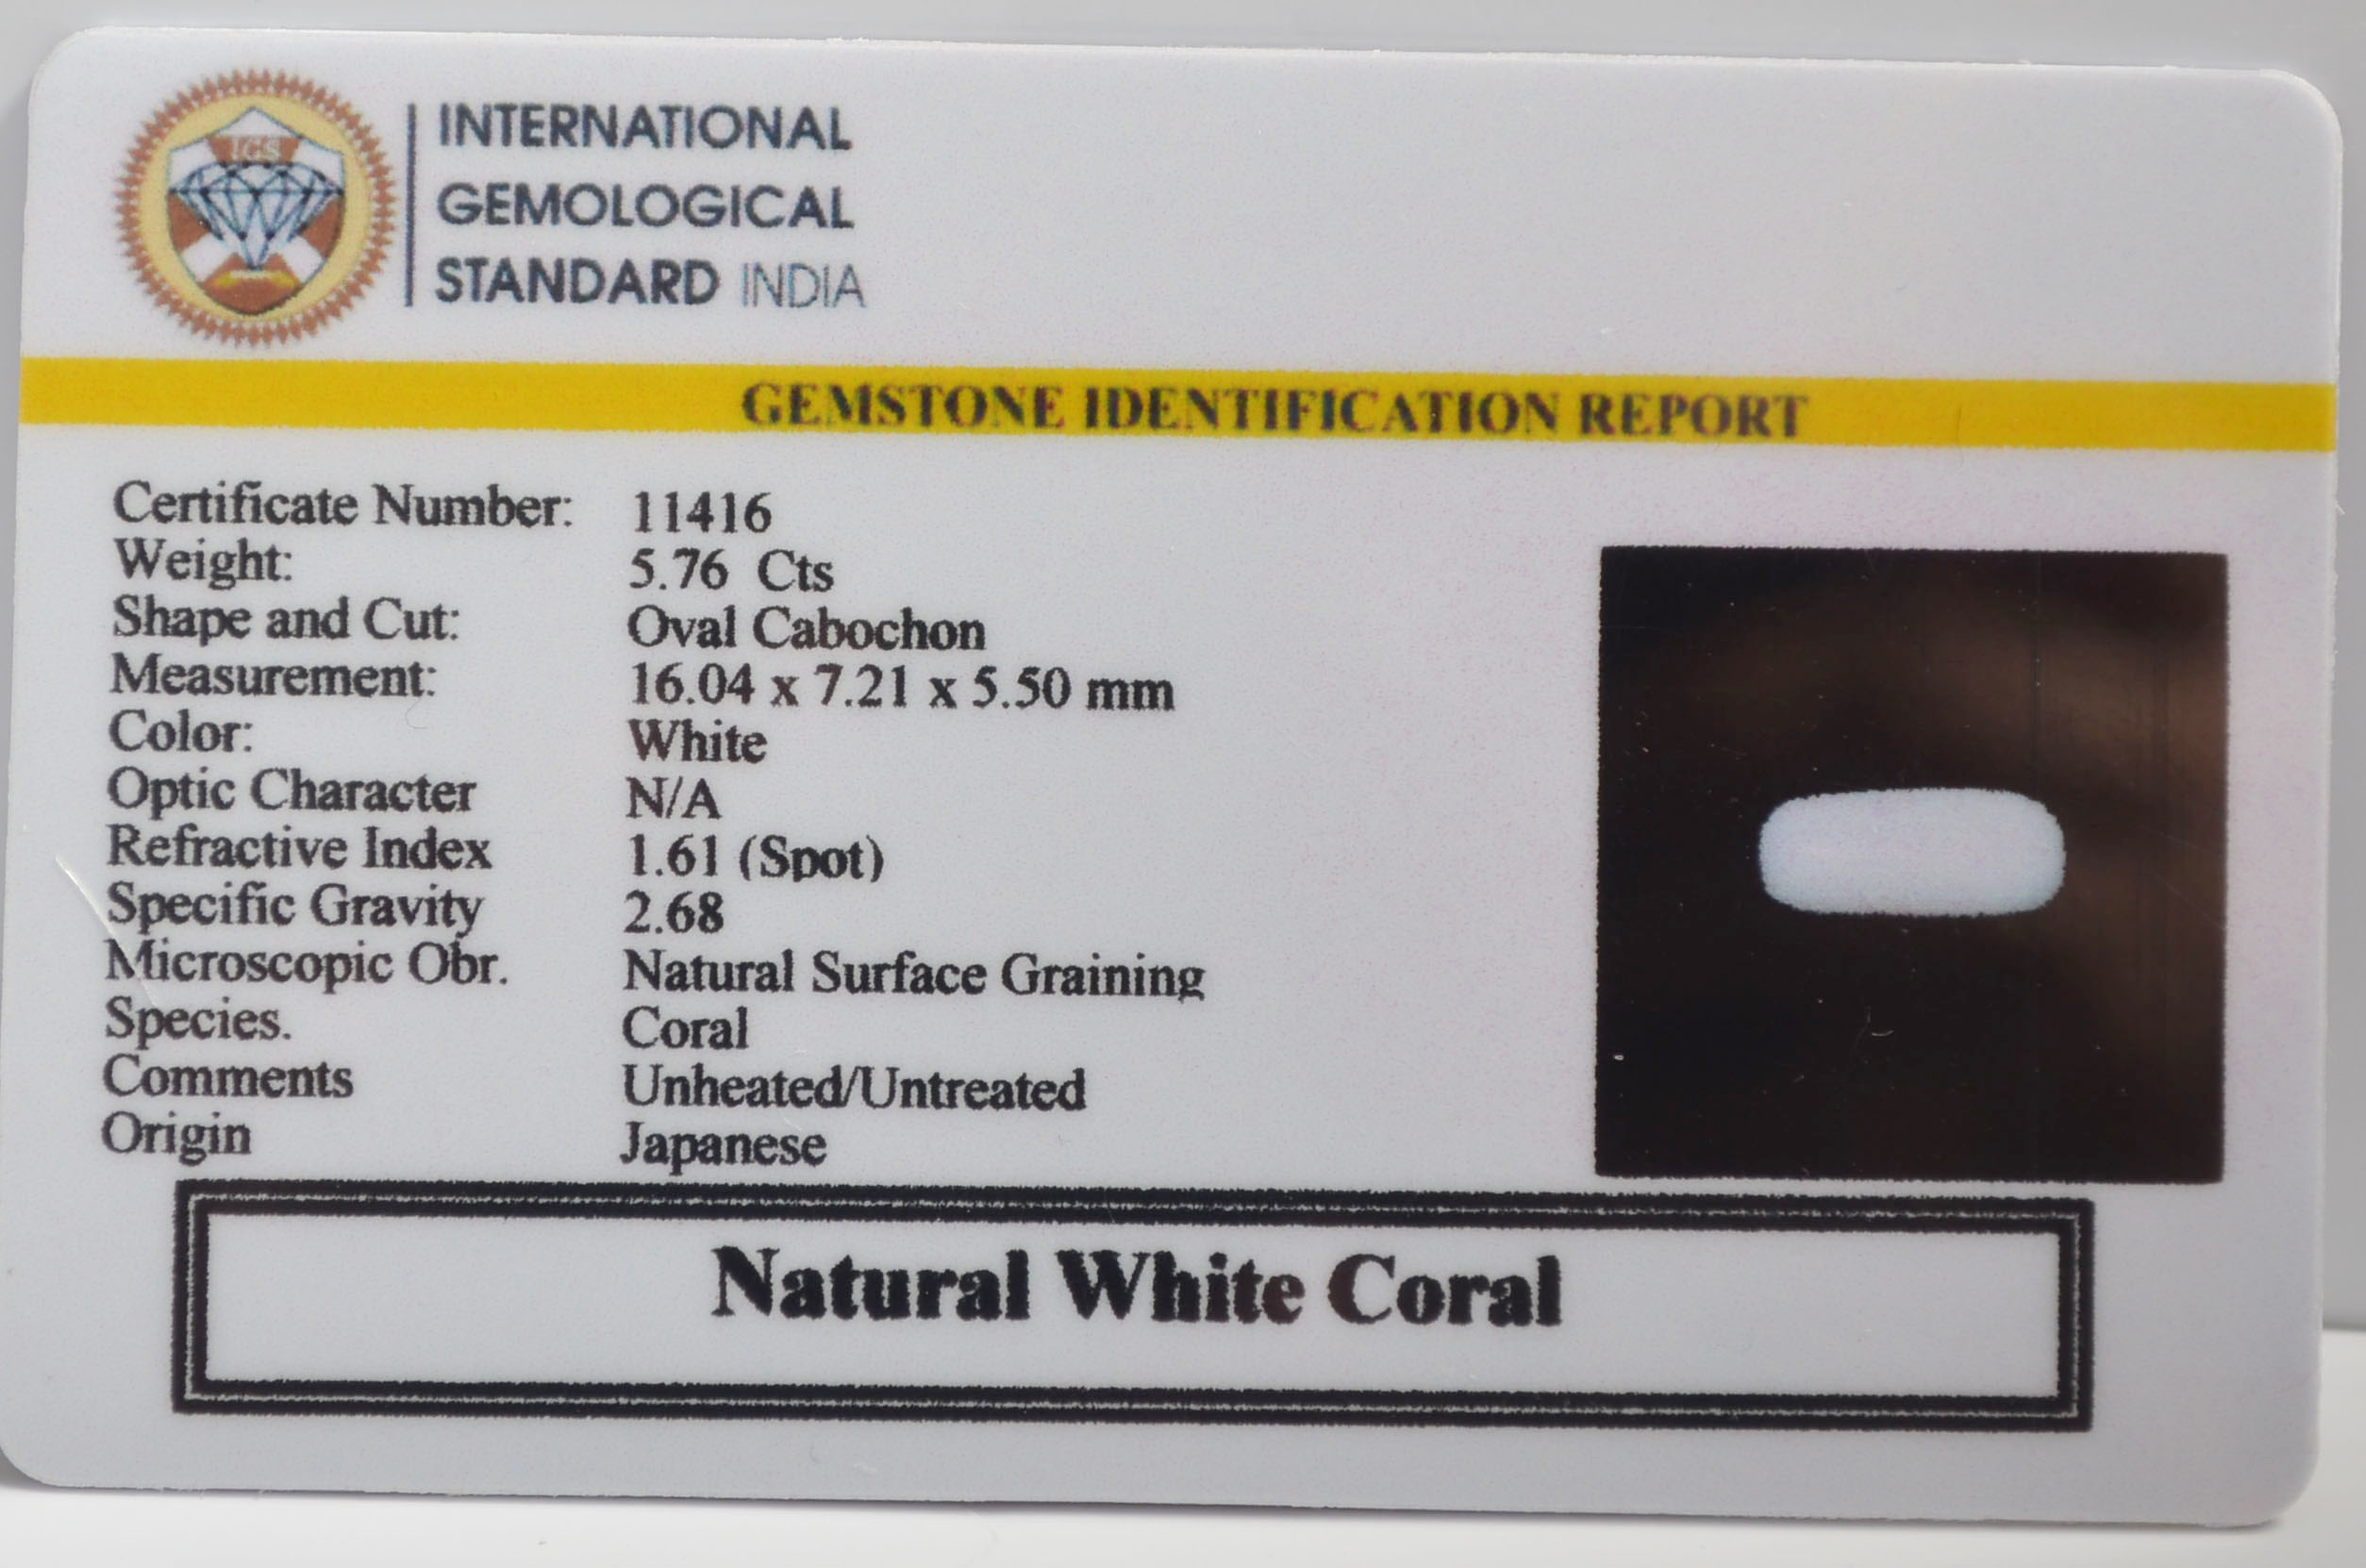 IGS
INTERNATIONAL
GEMOLOGICAL
STANDARD INDIA
GEMSTONE IDENTIFICATION REPORT
Certificate Number: 11416
Weight: 5.76 Cts
Shape and Cut: Oval Cabochon
Measurement: 16.04 x 7.21 x 5.50 mm
Color: White
Optic Character N/A
Refractive Index 1.61 (Spot)
Specific Gravity 2.68
Microscopic Obr. Natural Surface Graining
Species. Coral
Comments Unheated/Untreated
Origin Japanese
Natural White Coral